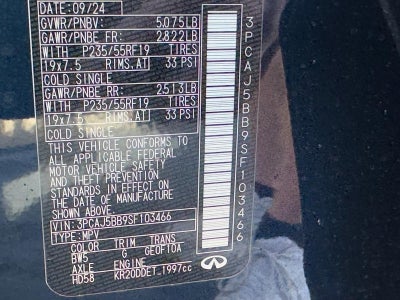 DATE: 09/24
GVWR/PNBV: 5,075LB
GAWR/PNBE FR: 2,822LB
WITH P235/55RF19 TIRES
19x7.5 RIMS,AT 33 PSI
COLD SINGLE
GAWR/PNBE RR: 2,513LB
WITH P235/55RF19 TIRES
19x7.5 RIMS,AT 33 PSI
COLD SINGLE
THIS VEHICLE CONFORMS TO
ALL APPLICABLE FEDERAL
MOTOR VEHICLE SAFETY
AND THEFT PREVENTION
STANDARDS IN EFFECT ON
THE DATE OF MANUFACTURE
SHOWN ABOVE.
VIN: 3PCAJ5BB9SF103466
TYPE:MPV
COLOR TRIM TRANS
BW5 G GE0F10A
AXLE ENGINE
HD58 KR20DDET,1997cc
3PCAJ5BB9SF103466
INFINITI